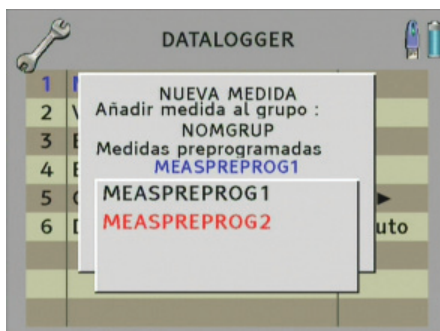 DATALOGGER
1
2
3
4
5
6
uto
NUEVA MEDIDA
Añadir medida al grupo :
NOMGRUP
Medidas preprogramadas
MEASPREPROG1
MEASPREPROG1
MEASPREPROG2